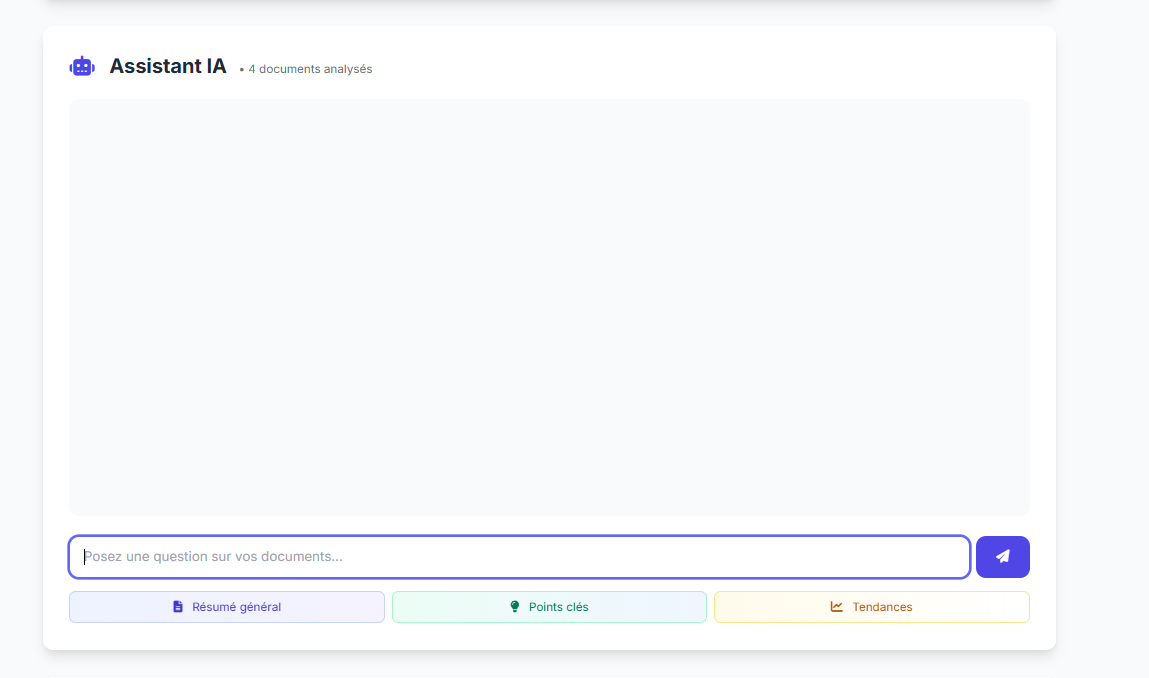 Assistant IA • 4 documents analysés
Posez une question sur vos documents...
Résumé général
Points clés
Tendances